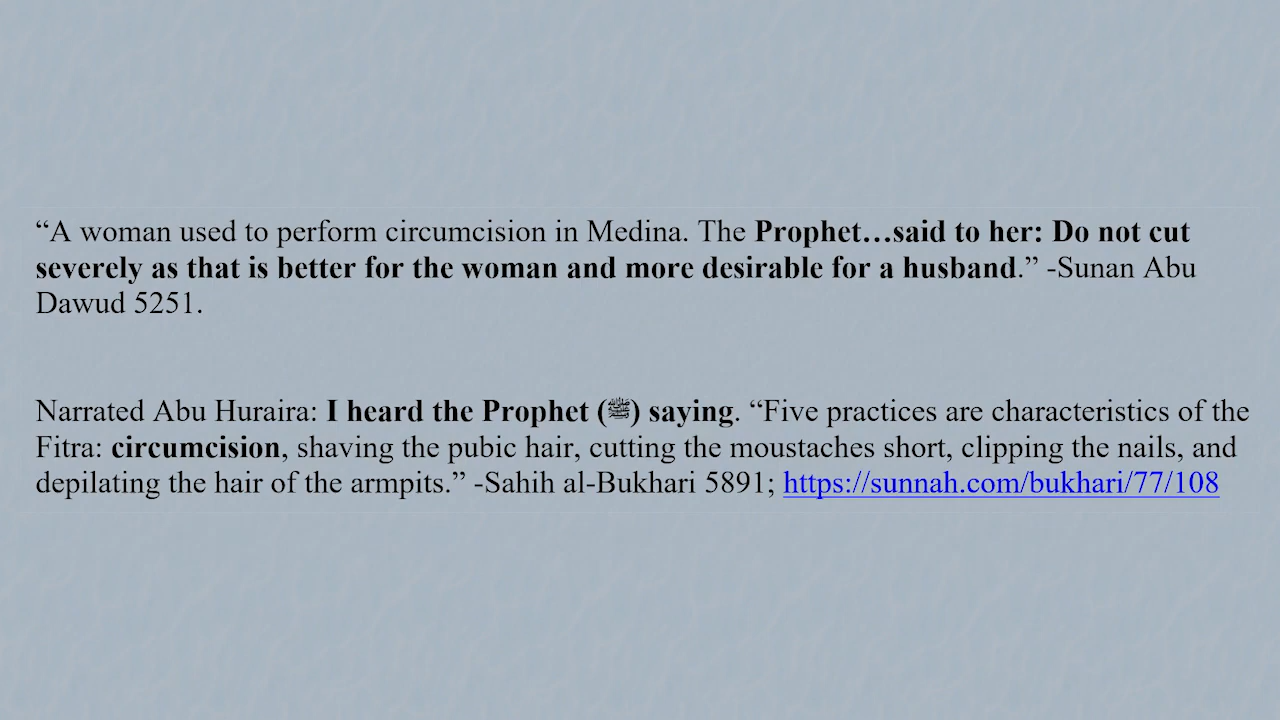 “A woman used to perform circumcision in Medina. The Prophet…said to her: Do not cut
severely as that is better for the woman and more desirable for a husband.” -Sunan Abu
Dawud 5251.
Narrated Abu Huraira: I heard the Prophet (ﷺ) saying. “Five practices are characteristics of the
Fitra: circumcision, shaving the pubic hair, cutting the moustaches short, clipping the nails, and
depilating the hair of the armpits.” -Sahih al-Bukhari 5891; https://sunnah.com/bukhari/77/108